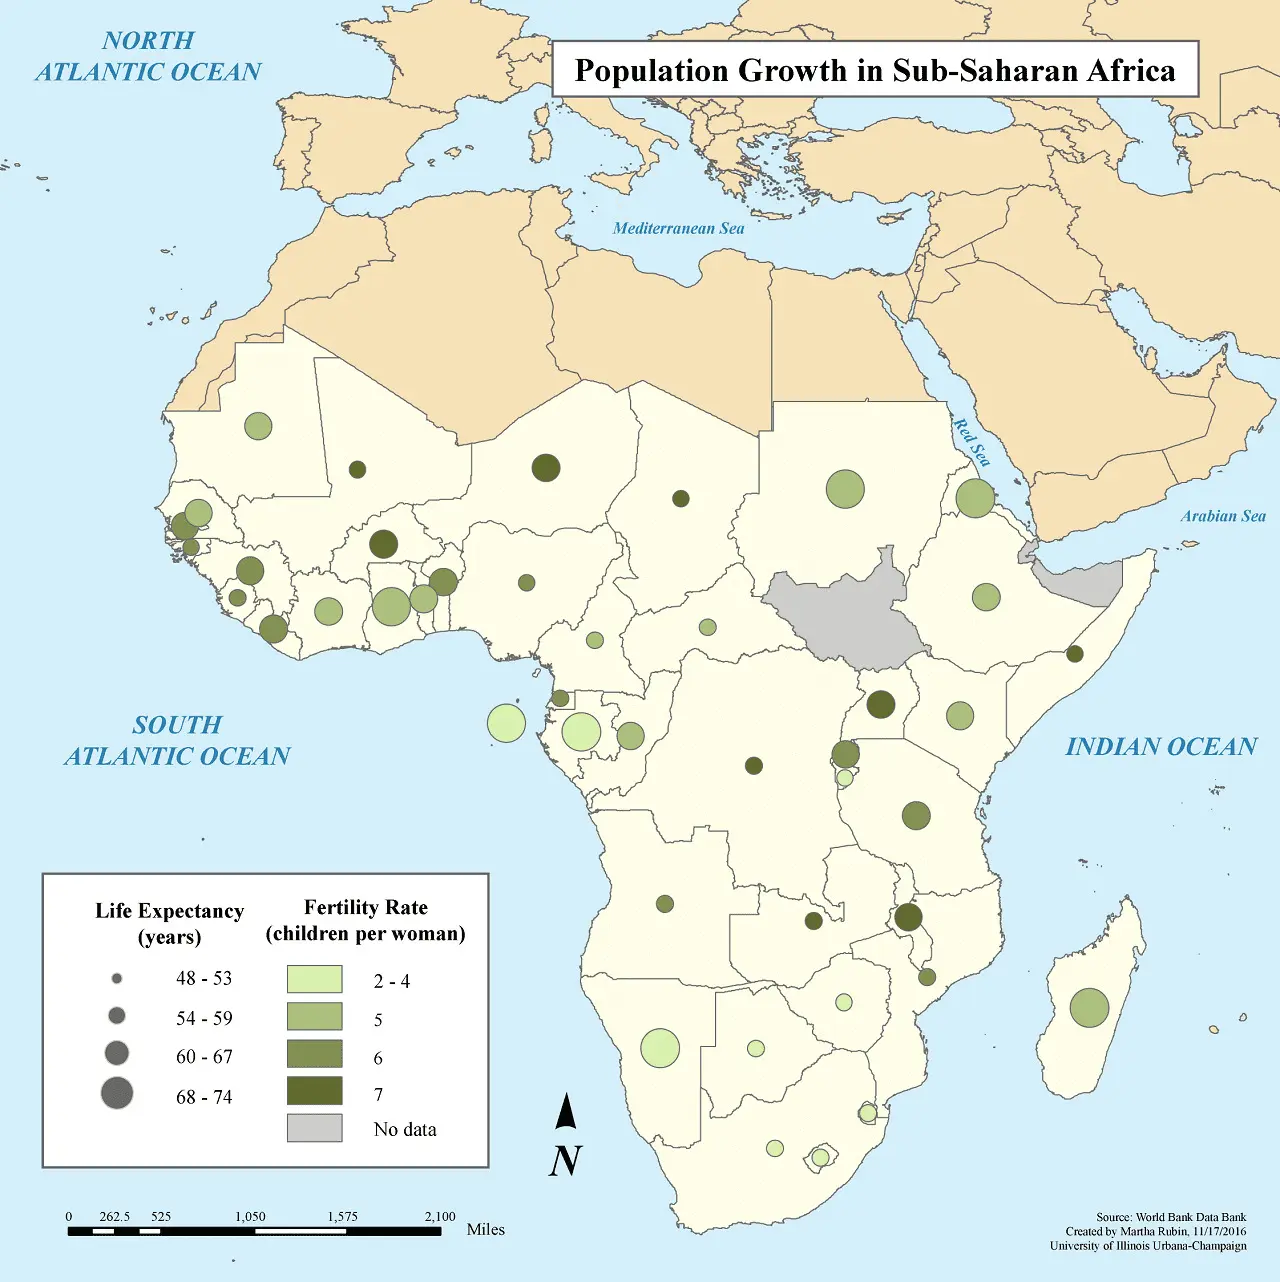 NORTH
ATLANTIC OCEAN
Population Growth in Sub-Saharan Africa
Mediterranean Sea
Red Sea
Arabian Sea
SOUTH
ATLANTIC OCEAN
INDIAN OCEAN
Life Expectancy
(years)
48 - 53
54 - 59
60 - 67
68 - 74
Fertility Rate
(children per woman)
2 - 4
5
6
7
No data
N
0 262.5 525 1,050 1,575 2,100
Miles
Source: World Bank Data Bank
Created by Martha Rubin, 11/17/2016
University of Illinois Urbana-Champaign